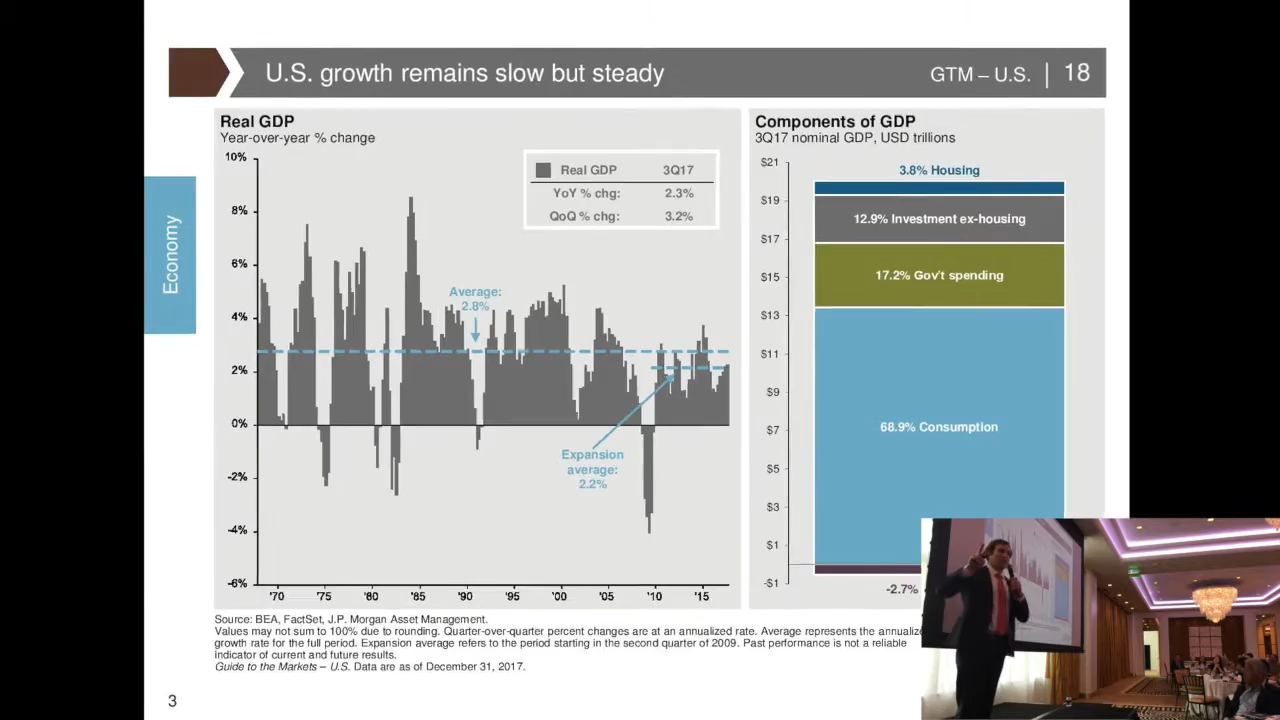 U.S. growth remains slow but steady
GTM – U.S. | 18
Economy
Real GDP
Year-over-year % change
10%
8%
6%
4%
2%
0%
-2%
-4%
-6%
Real GDP 3Q17
YoY % chg: 2.3%
QoQ % chg: 3.2%
Average:
2.8%
Expansion
average:
2.2%
'70 '75 '80 '85 '90 '95 '00 '05 '10 '15
Components of GDP
3Q17 nominal GDP, USD trillions
$21
$19
$17
$15
$13
$11
$9
$7
$5
$3
$1
-$1
3.8% Housing
12.9% Investment ex-housing
17.2% Gov't spending
68.9% Consumption
-2.7%
Source: BEA, FactSet, J.P. Morgan Asset Management.
Values may not sum to 100% due to rounding. Quarter-over-quarter percent changes are at an annualized rate. Average represents the annualize
growth rate for the full period. Expansion average refers to the period starting in the second quarter of 2009. Past performance is not a reliable
indicator of current and future results.
Guide to the Markets – U.S. Data are as of December 31, 2017.
3